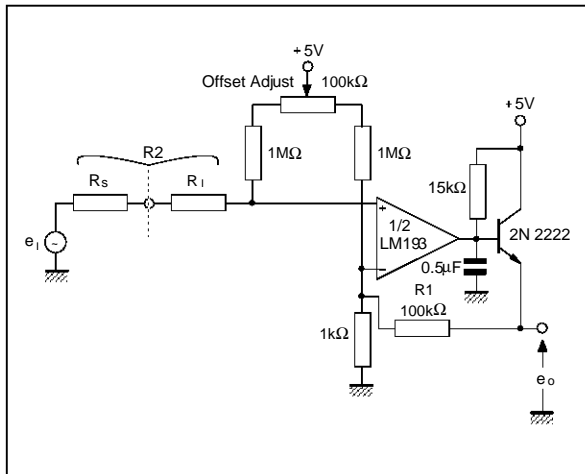 +5V
Offset Adjust 100kΩ
+5V
R2
1MΩ
1MΩ
15kΩ
Rs
Rl
+
1/2
LM193
2N 2222
eI
~
−
0.5μF
R1
100kΩ
1kΩ
eo